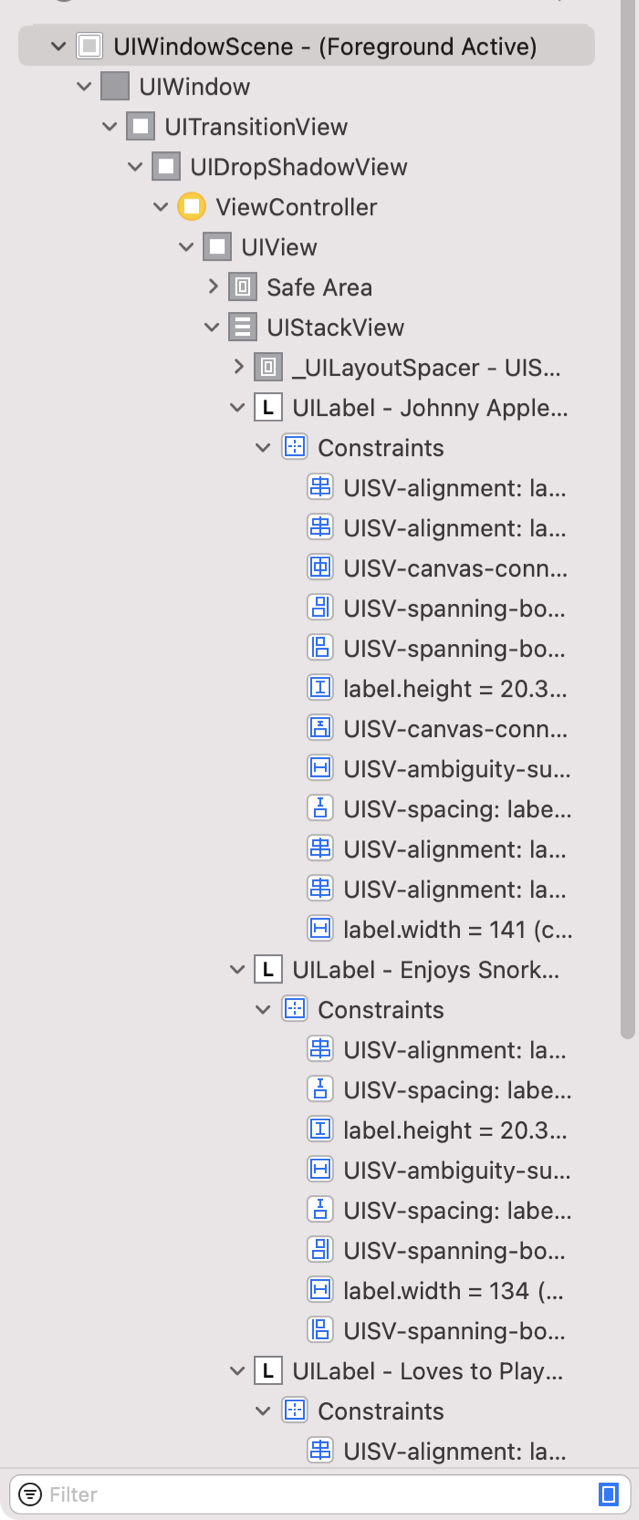 UIWindowScene - (Foreground Active)
UIWindow
UITransitionView
UIDropShadowView
ViewController
UIView
Safe Area
UIStackView
_UILayoutSpacer - UIS...
L UILabel - Johnny Apple...
Constraints
UISV-alignment: la...
UISV-alignment: la...
UISV-canvas-conn...
UISV-spanning-bo...
UISV-spanning-bo...
label.height = 20.3...
UISV-canvas-conn...
UISV-ambiguity-su...
UISV-spacing: labe...
UISV-alignment: la...
UISV-alignment: la...
label.width = 141 (c...
L UILabel - Enjoys Snork...
Constraints
UISV-alignment: la...
UISV-spacing: labe...
label.height = 20.3...
UISV-ambiguity-su...
UISV-spacing: labe...
UISV-spanning-bo...
label.width = 134 (...
UISV-spanning-bo...
L UILabel - Loves to Play...
Constraints
UISV-alignment: la...
Filter